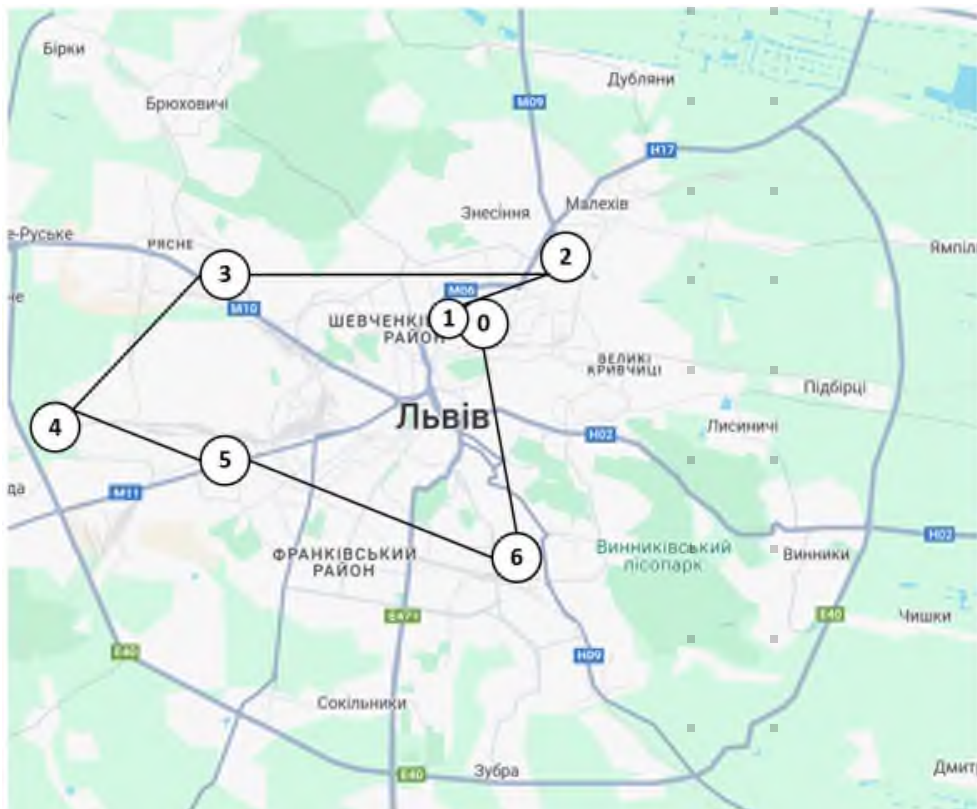 Бірки
Дубляни
Брюховичі
M09
H17
Знесіння
Малехів
е-Руське
РЯСНЕ
2
Ямпіл
3
M06
M10
1
0
ШЕВЧЕНКІ
РАЙОН
ВЕЛИКІ
КРИВЧИЦІ
Підбірці
Львів
4
Лисиничі
H02
5
да
M11
H02
ФРАНКІВСЬКИЙ
РАЙОН
6
Винниківський
лісопарк
Винники
E40
Чишки
E40
H09
Сокільники
E40
Зубра
Дмит